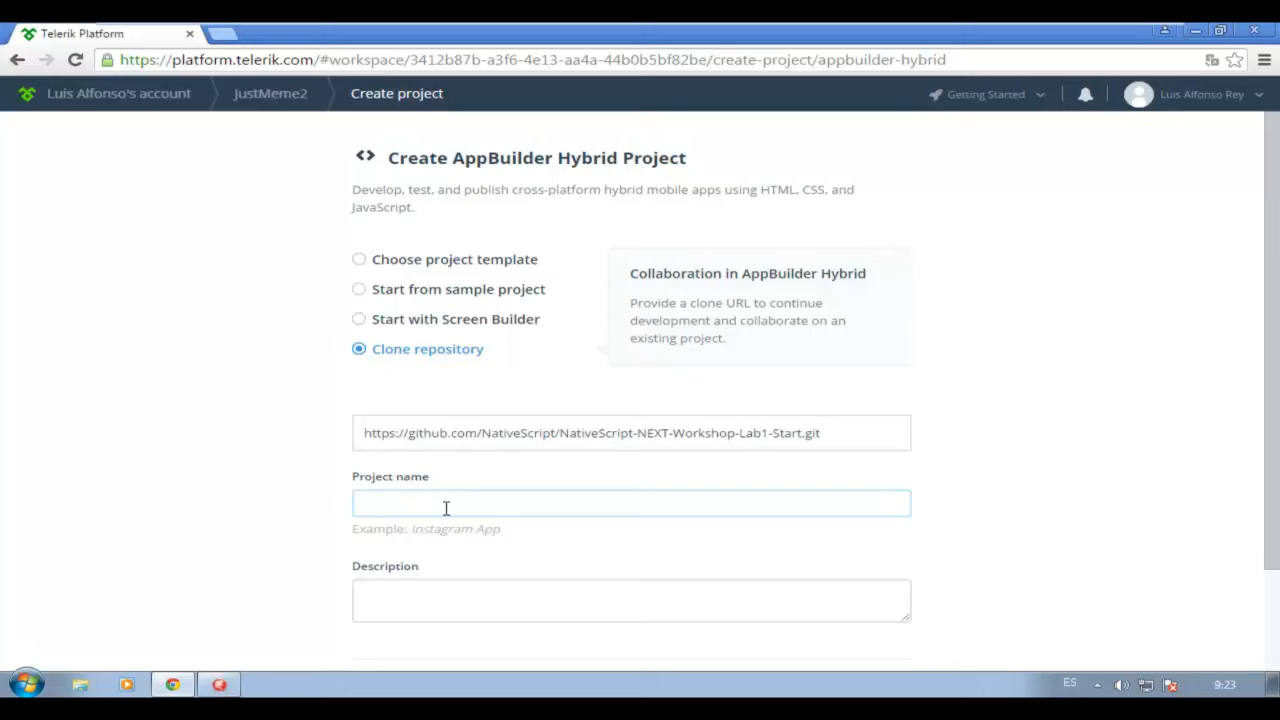 Telerik Platform
https://platform.telerik.com/#workspace/3412b87b-a3f6-4e13-aa4a-44b0b5bf82be/create-project/appbuilder-hybrid
Luis Alfonso's account JustMeme2 Create project Getting Started Luis Alfonso Rey
Create AppBuilder Hybrid Project
Develop, test, and publish cross-platform hybrid mobile apps using HTML, CSS, and
JavaScript.
Choose project template
Start from sample project
Start with Screen Builder
Clone repository
Collaboration in AppBuilder Hybrid
Provide a clone URL to continue
development and collaborate on an
existing project.
https://github.com/NativeScript/NativeScript-NEXT-Workshop-Lab1-Start.git
Project name
Example: Instagram App
Description
ES 9:23